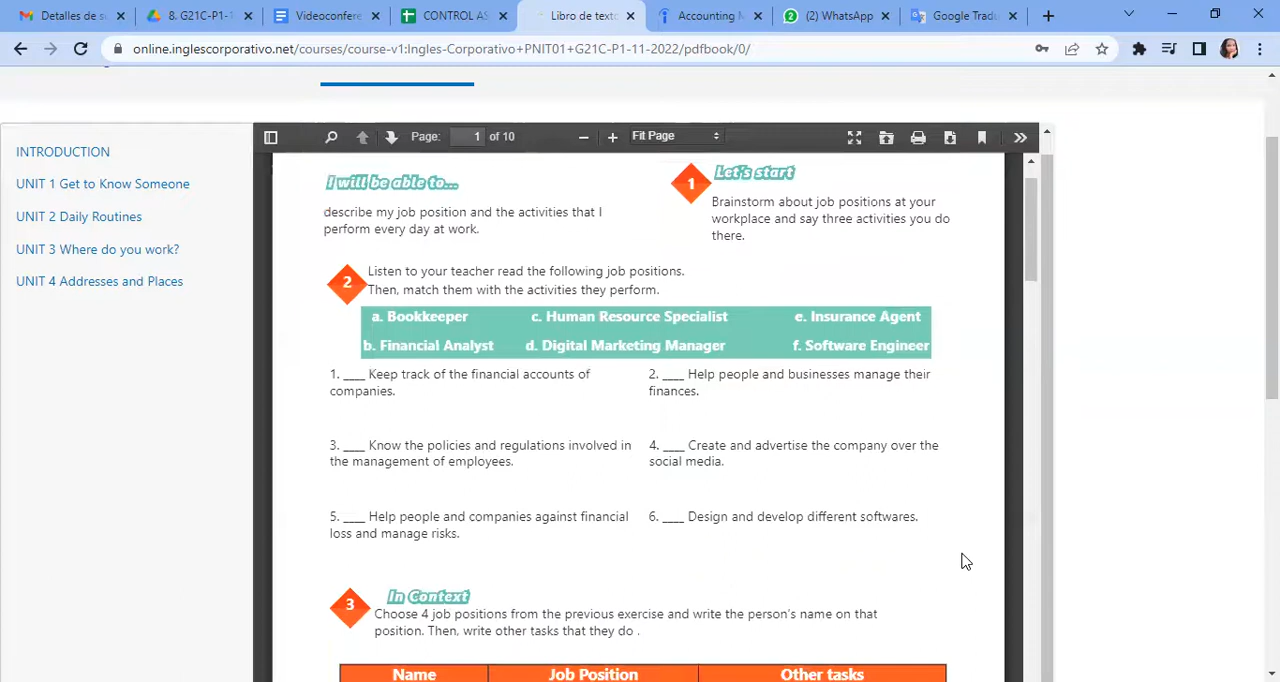 Detalles de su
8. G21C-P1-1
Videoconfere
CONTROL AS
Libro de texto
Accounting M
(2) WhatsApp
Google Tradu
online.inglescorporativo.net/courses/course-v1:Ingles-Corporativo+PNIT01+G21C-P1-11-2022/pdfbook/0/
INTRODUCTION
UNIT 1 Get to Know Someone
UNIT 2 Daily Routines
UNIT 3 Where do you work?
UNIT 4 Addresses and Places
Page: 1 of 10
Fit Page
I will be able to...
describe my job position and the activities that I
perform every day at work.
1
Let's start
Brainstorm about job positions at your
workplace and say three activities you do
there.
2
Listen to your teacher read the following job positions.
Then, match them with the activities they perform.
a. Bookkeeper c. Human Resource Specialist e. Insurance Agent
b. Financial Analyst d. Digital Marketing Manager f. Software Engineer
1. ____ Keep track of the financial accounts of
companies.
2. ____ Help people and businesses manage their
finances.
3. ____ Know the policies and regulations involved in
the management of employees.
4. ____ Create and advertise the company over the
social media.
5. ____ Help people and companies against financial
loss and manage risks.
6. ____ Design and develop different softwares.
3
In Context
Choose 4 job positions from the previous exercise and write the person's name on that
position. Then, write other tasks that they do .
Name Job Position Other tasks